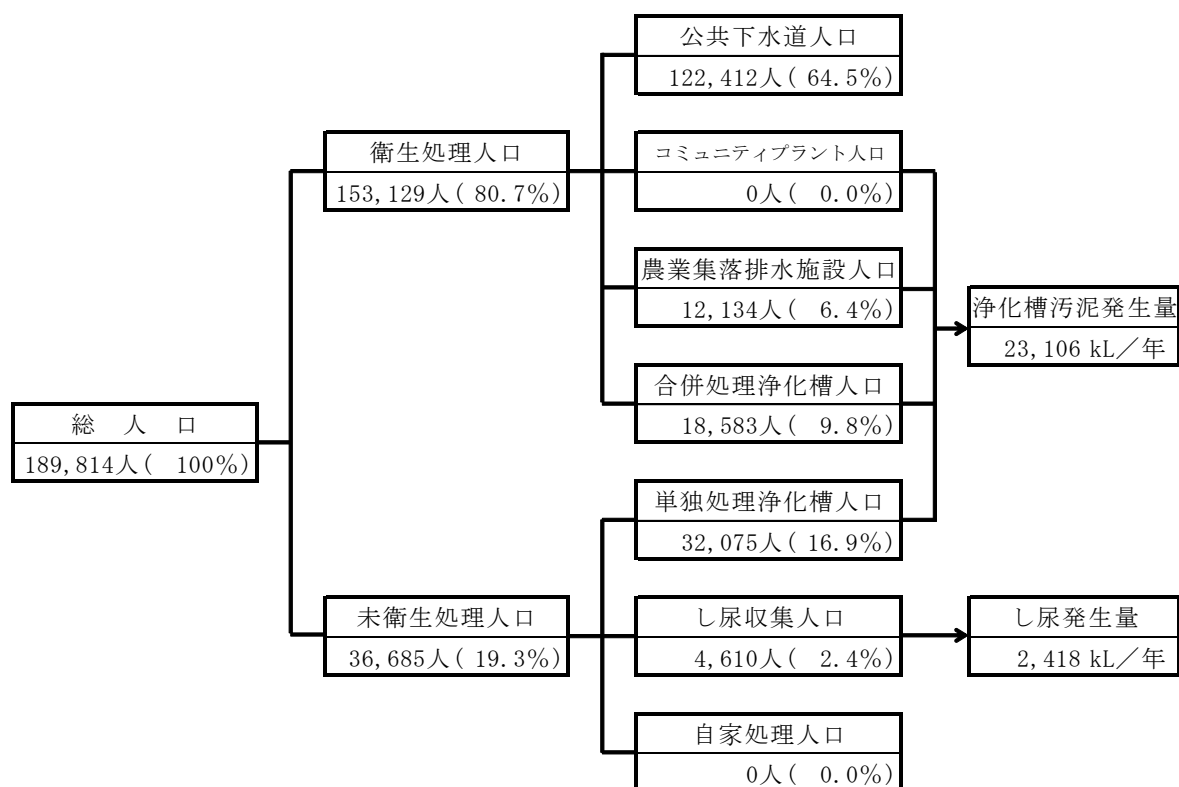 公共下水道人口
122,412人( 64.5%)
衛生処理人口
153,129人( 80.7%)
コミュニティプラント人口
0人( 0.0%)
農業集落排水施設人口
12,134人( 6.4%)
浄化槽汚泥発生量
23,106 kL/年
合併処理浄化槽人口
18,583人( 9.8%)
総 人 口
189,814人( 100%)
単独処理浄化槽人口
32,075人( 16.9%)
未衛生処理人口
36,685人( 19.3%)
し尿収集人口
4,610人( 2.4%)
し尿発生量
2,418 kL/年
自家処理人口
0人( 0.0%)